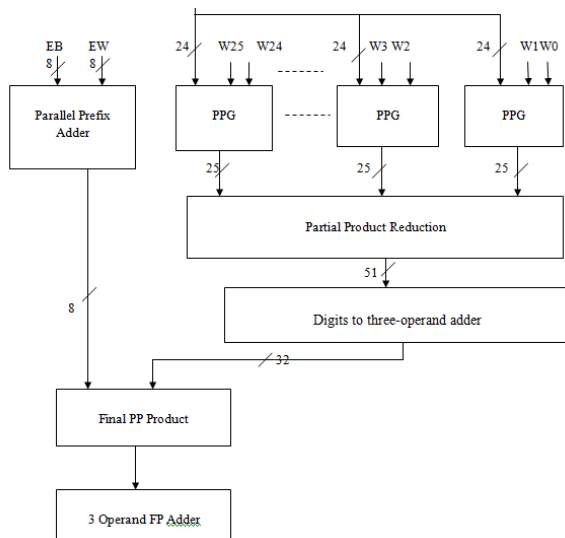 EB EW 24 W25 W24 24 W3 W2 24 W1W0
8 8
Parallel Prefix
Adder
PPG PPG PPG
25 25 25
Partial Product Reduction
51
8
Digits to three-operand adder
32
Final PP Product
3 Operand FP Adder